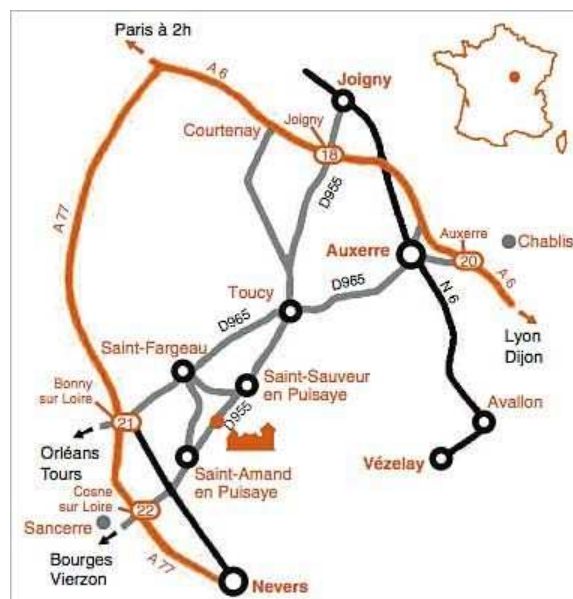 Paris à 2h
A 6
Joigny
Courtenay
Joigny
18
A 77
D955
Auxerre
Auxerre
20
Chablis
A 6
Toucy
D965
D965
N 6
Lyon
Dijon
Saint-Fargeau
Saint-Sauveur
en Puisaye
Bonny
sur Loire
21
D955
Avallon
Orléans
Tours
Saint-Amand
en Puisaye
Vézelay
Cosne
sur Loire
22
Sancerre
Bourges
Vierzon
A 77
Nevers